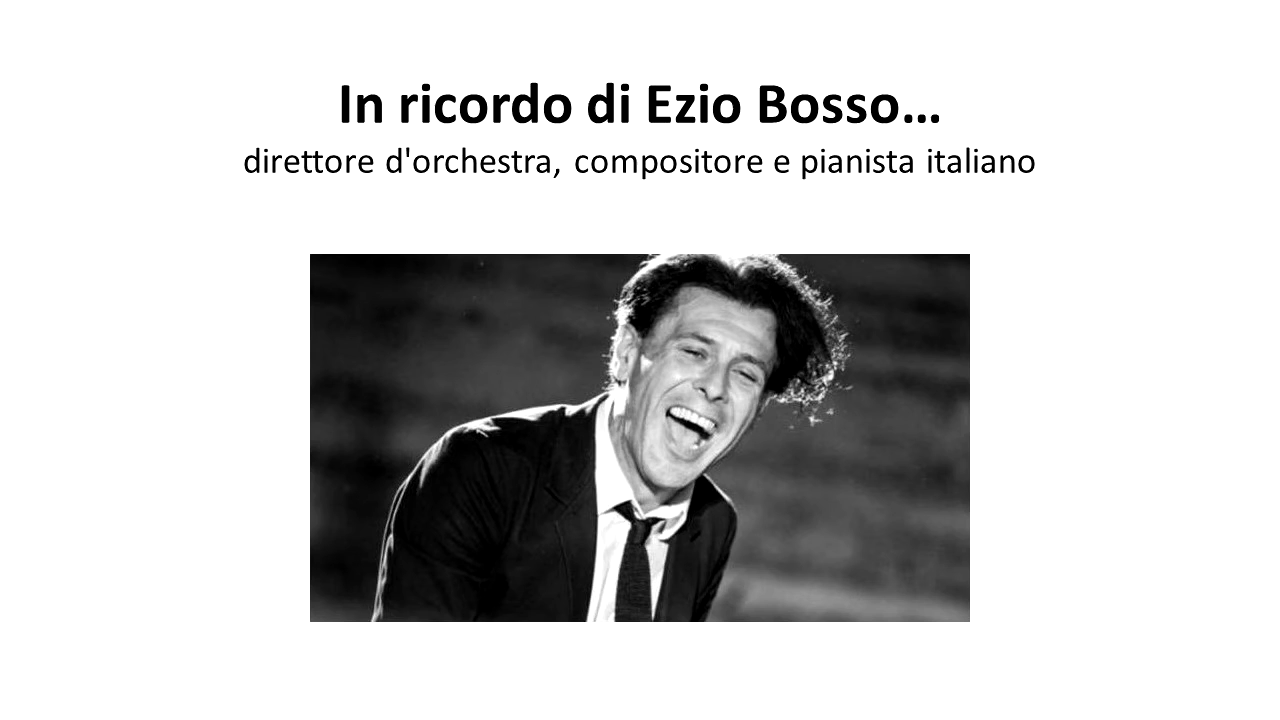 In ricordo di Ezio Bosso…
direttore d'orchestra, compositore e pianista italiano